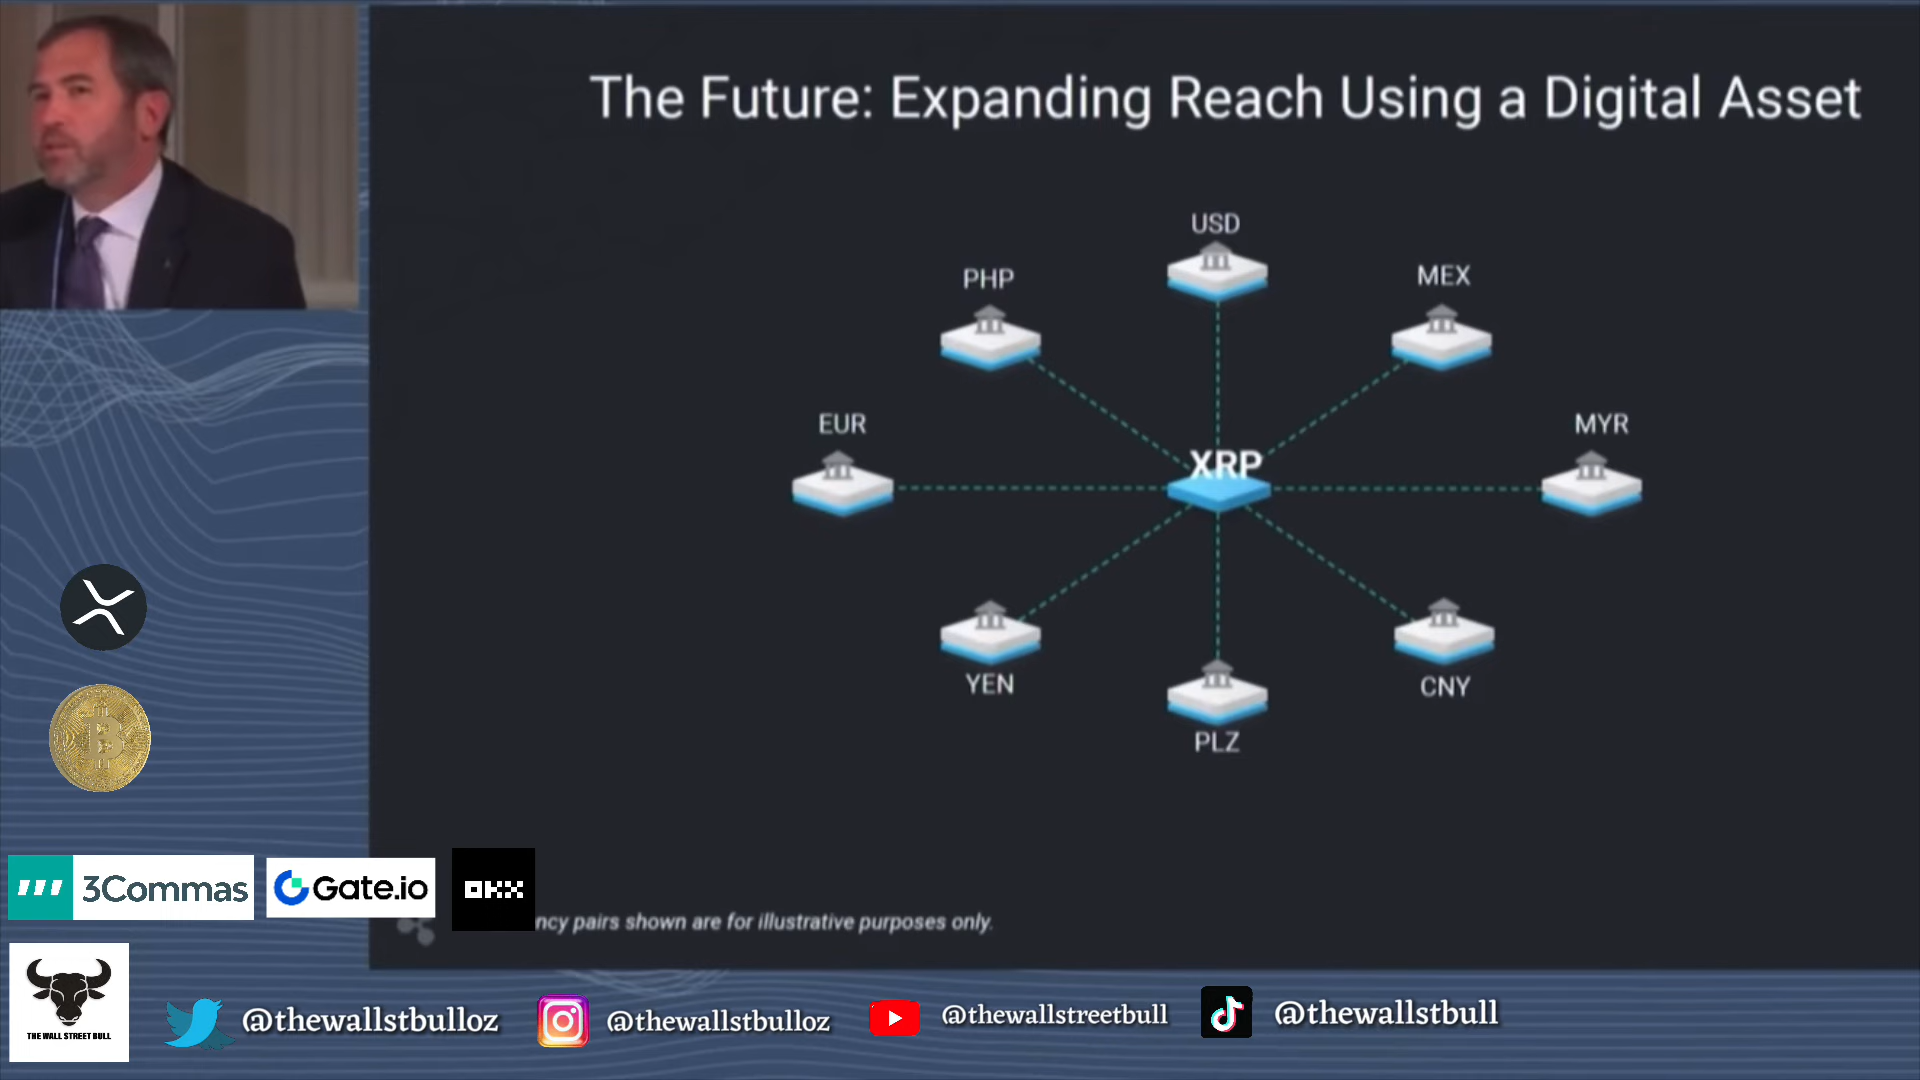 The Future: Expanding Reach Using a Digital Asset
USD
PHP
MEX
EUR
MYR
XRP
YEN
CNY
PLZ
3Commas
Gate.io
OKX
ncy pairs shown are for illustrative purposes only.
THE WALL STREET BULL
@thewallstbulloz
@thewallstbulloz
@thewallstreetbull
@thewallstbull